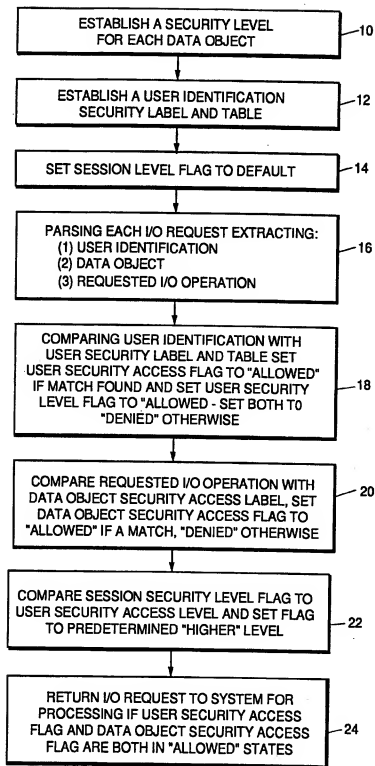 ESTABLISH A SECURITY LEVEL
FOR EACH DATA OBJECT
10
ESTABLISH A USER IDENTIFICATION
SECURITY LABEL AND TABLE
12
SET SESSION LEVEL FLAG TO DEFAULT
14
PARSING EACH I/O REQUEST EXTRACTING:
(1) USER IDENTIFICATION
(2) DATA OBJECT
(3) REQUESTED I/O OPERATION
16
COMPARING USER IDENTIFICATION WITH
USER SECURITY LABEL AND TABLE SET
USER SECURITY ACCESS FLAG TO "ALLOWED"
IF MATCH FOUND AND SET USER SECURITY
LEVEL FLAG TO "ALLOWED - SET BOTH TO
"DENIED" OTHERWISE
18
COMPARE REQUESTED I/O OPERATION WITH
DATA OBJECT SECURITY ACCESS LABEL, SET
DATA OBJECT SECURITY ACCESS FLAG TO
"ALLOWED" IF A MATCH, "DENIED" OTHERWISE
20
COMPARE SESSION SECURITY LEVEL FLAG TO
USER SECURITY ACCESS LEVEL AND SET FLAG
TO PREDETERMINED "HIGHER" LEVEL
22
RETURN I/O REQUEST TO SYSTEM FOR
PROCESSING IF USER SECURITY ACCESS
FLAG AND DATA OBJECT SECURITY ACCESS
FLAG ARE BOTH IN "ALLOWED" STATES
24